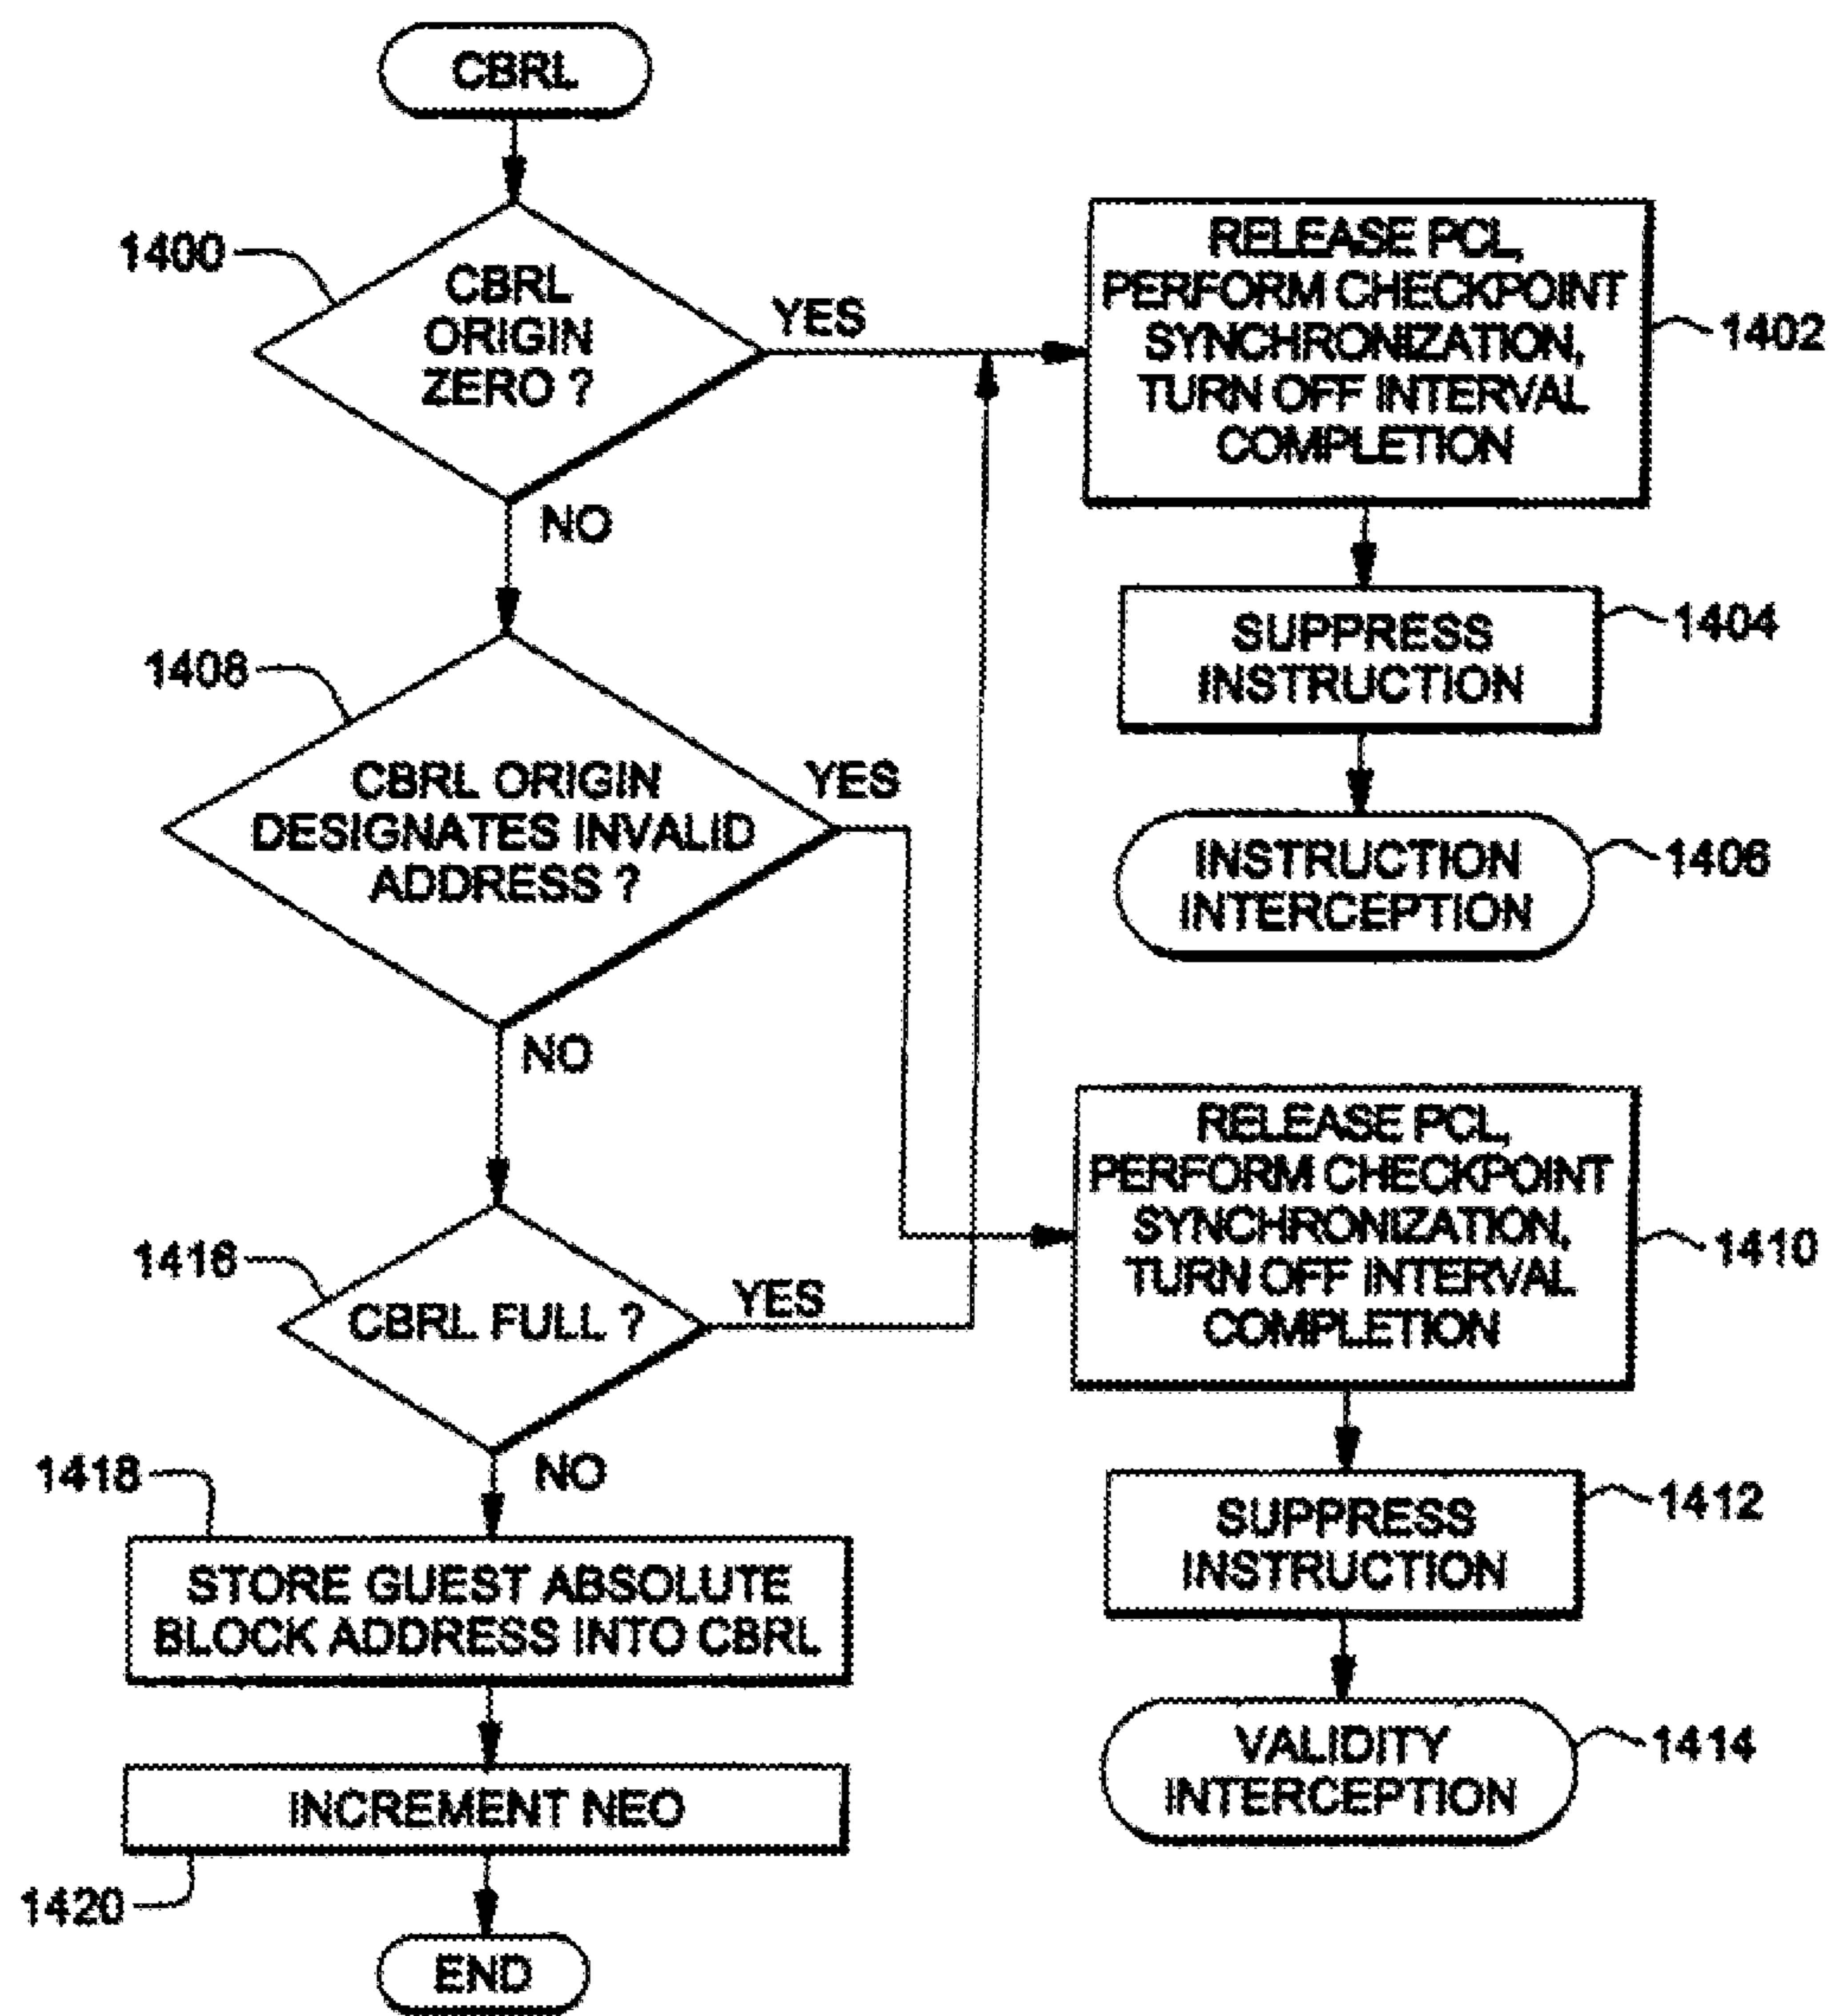 CBRL
1400
CBRL
ORIGIN
ZERO ?
YES
NO
RELEASE PCL,
PERFORM CHECKPOINT
SYNCHRONIZATION,
TURN OFF INTERVAL
COMPLETION
1402
SUPPRESS
INSTRUCTION
1404
INSTRUCTION
INTERCEPTION
1406
1408
CBRL ORIGIN
DESIGNATES INVALID
ADDRESS ?
YES
NO
RELEASE PCL,
PERFORM CHECKPOINT
SYNCHRONIZATION,
TURN OFF INTERVAL
COMPLETION
1410
SUPPRESS
INSTRUCTION
1412
VALIDITY
INTERCEPTION
1414
1416
CBRL FULL ?
YES
NO
1418
STORE GUEST ABSOLUTE
BLOCK ADDRESS INTO CBRL
INCREMENT NEO
1420
END